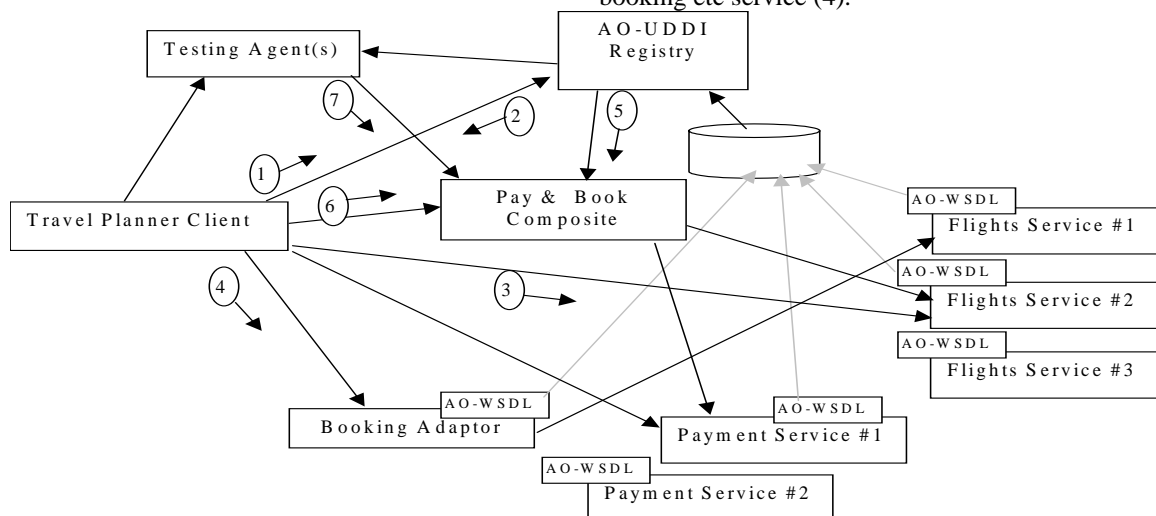 booking etc service (4).
AO-UDDI
Registry
Testing Agent(s)
7
2
5
1
6
Pay & Book
Composite
Travel Planner Client
AO-WSDL
Flights Service #1
4
3
AO-WSDL
Flights Service #2
AO-WSDL
Flights Service #3
AO-WSDL
Booking Adaptor
AO-WSDL
Payment Service #1
AO-WSDL
Payment Service #2